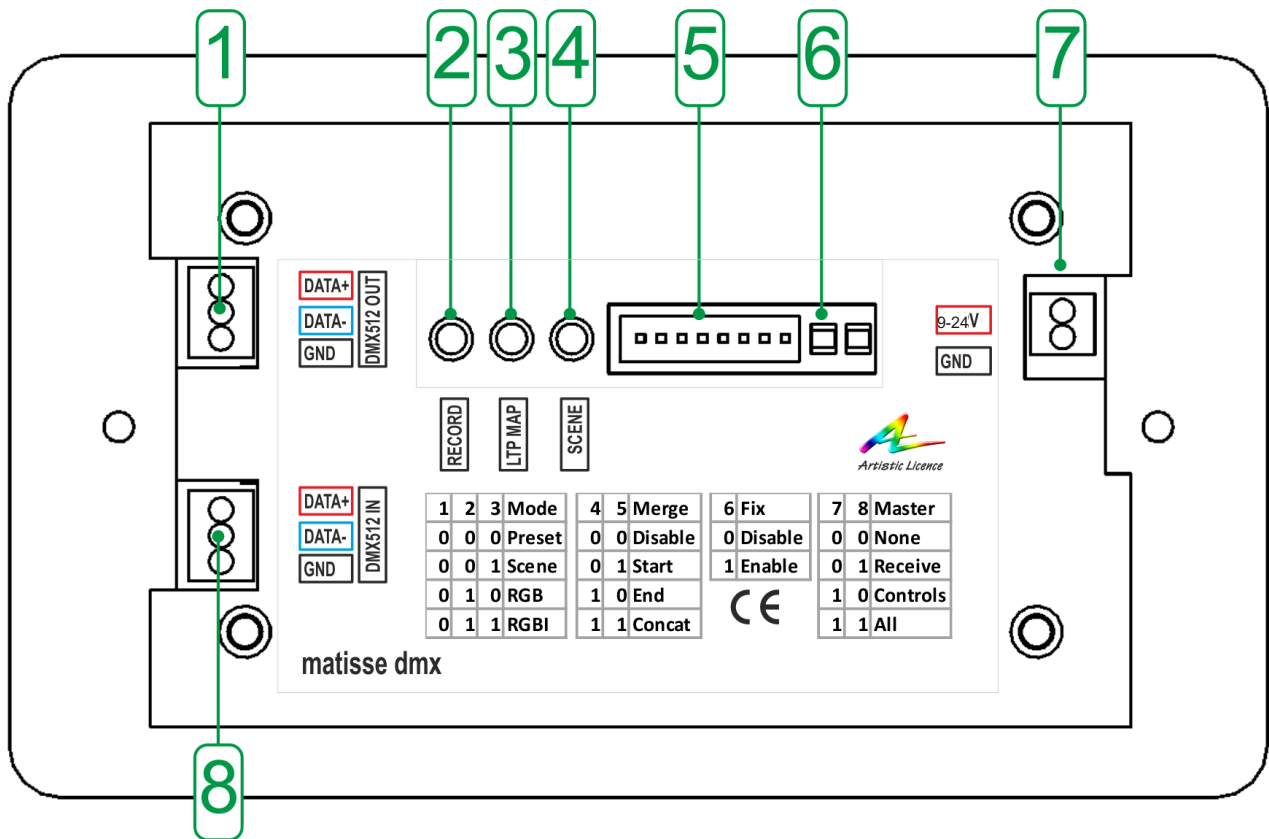 1 2 3 4 5 6 7
DATA+
DATA-
GND
DMX512 OUT
9-24V
GND
RECORD
LTP MAP
SCENE
Artistic Licence
DATA+
DATA-
GND
DMX512 IN
1 2 3 Mode
0 0 0 Preset
0 0 1 Scene
0 1 0 RGB
0 1 1 RGBI
4 5 Merge
0 0 Disable
0 1 Start
1 0 End
1 1 Concat
6 Fix
0 Disable
1 Enable
CE
7 8 Master
0 0 None
0 1 Receive
1 0 Controls
1 1 All
matisse dmx
8